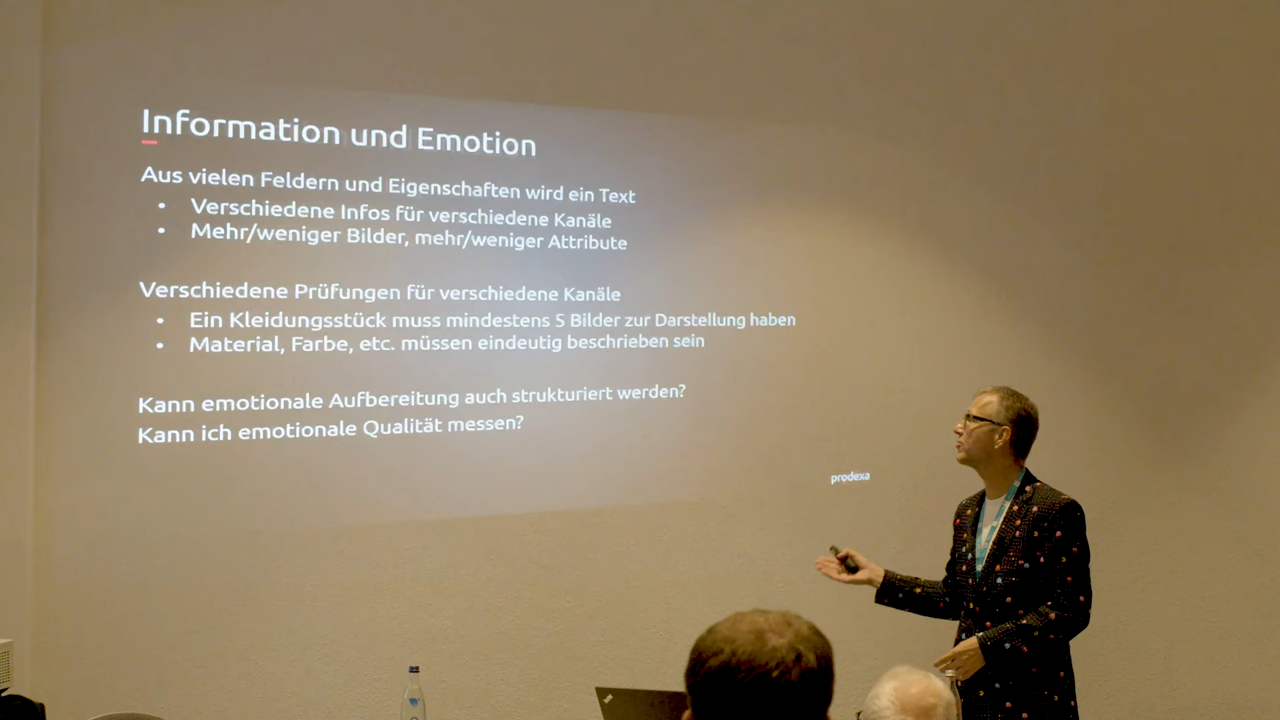 Information und Emotion
Aus vielen Feldern und Eigenschaften wird ein Text
• Verschiedene Infos für verschiedene Kanäle
• Mehr/weniger Bilder, mehr/weniger Attribute
Verschiedene Prüfungen für verschiedene Kanäle
• Ein Kleidungsstück muss mindestens 5 Bilder zur Darstellung haben
• Material, Farbe, etc. müssen eindeutig beschrieben sein
Kann emotionale Aufbereitung auch strukturiert werden?
Kann ich emotionale Qualität messen?
prodexa